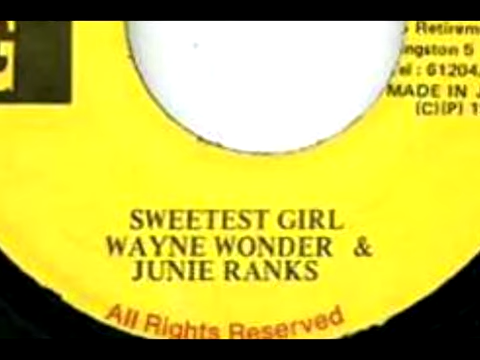 Retirem
ngston 5
el : 61204
MADE IN J
(C)(P) 1
SWEETEST GIRL
WAYNE WONDER &
JUNIE RANKS
All Rights Reserved